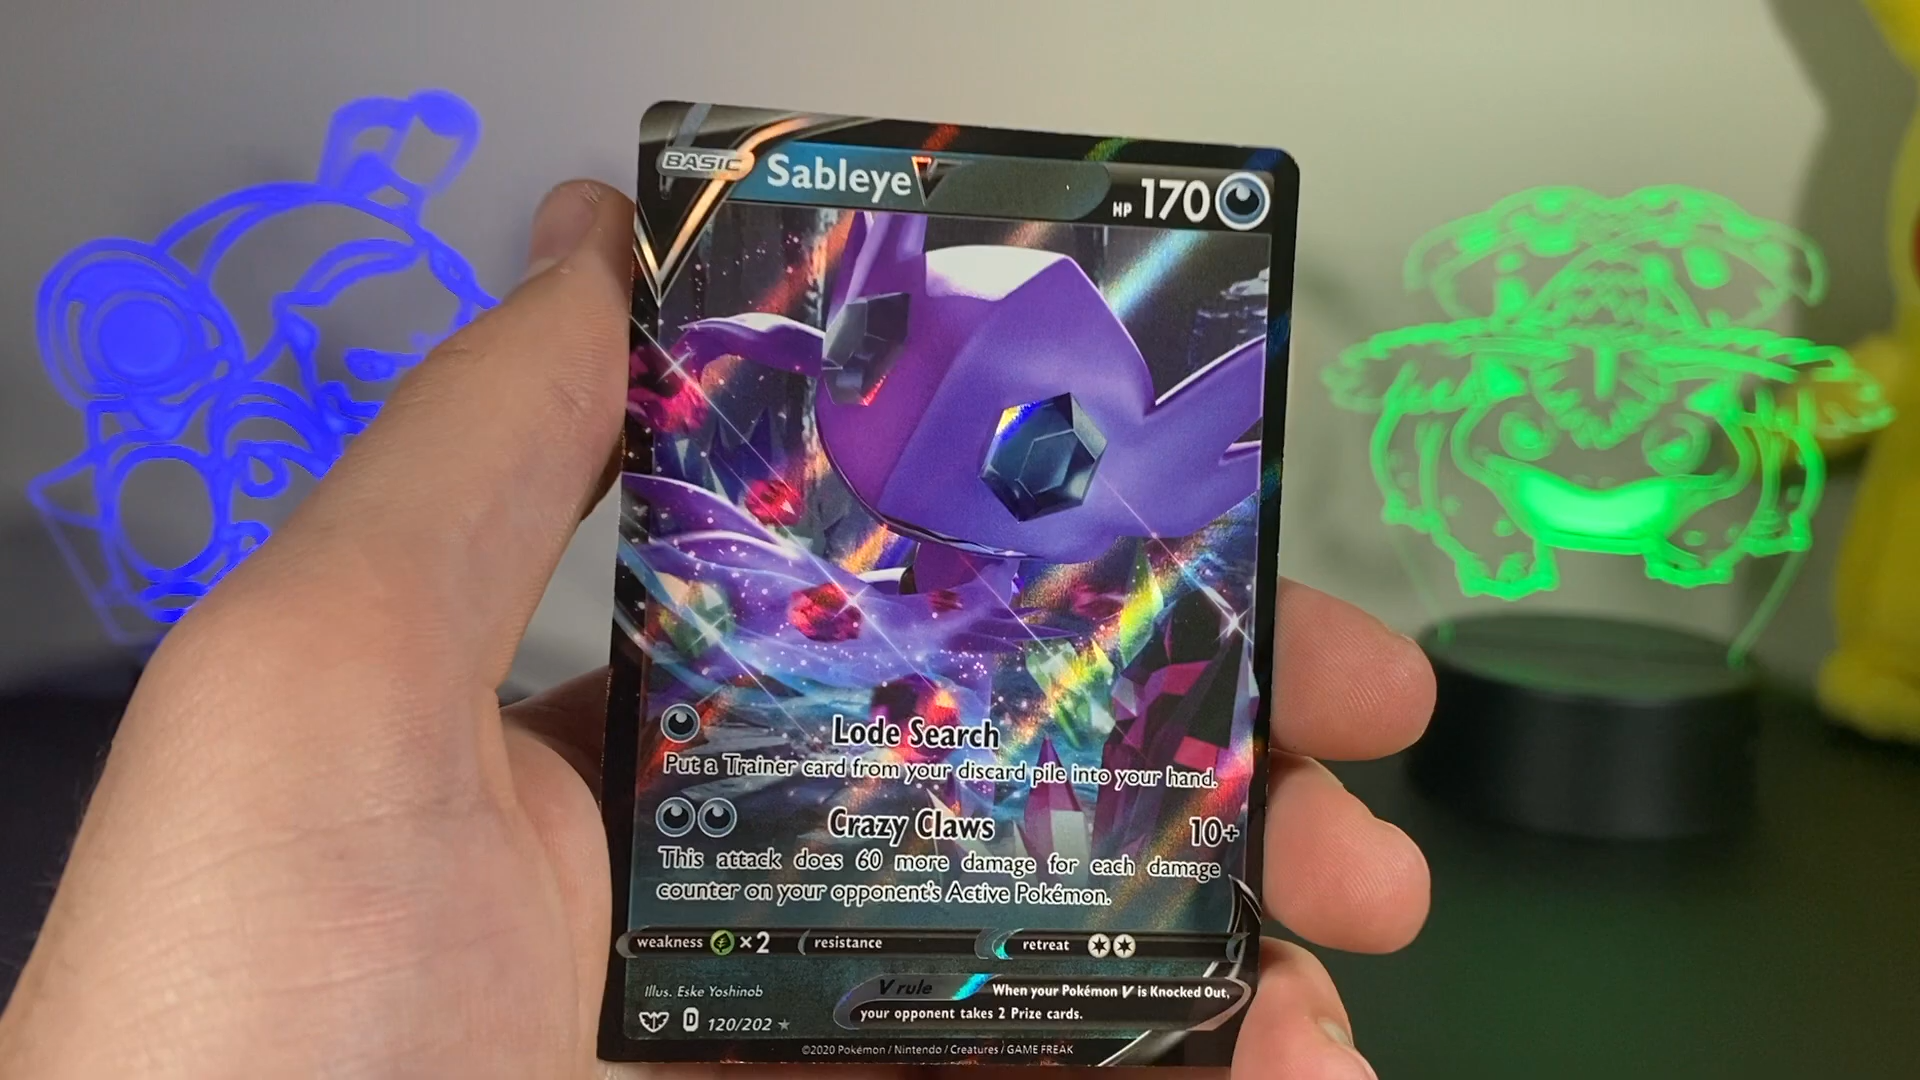 BASIC Sableye V HP 170
Lode Search
Put a Trainer card from your discard pile into your hand.
Crazy Claws 10+
This attack does 60 more damage for each damage
counter on your opponent's Active Pokémon.
weakness ×2 resistance retreat
Illus. Eske Yoshinob
V rule When your Pokémon V is Knocked Out,
your opponent takes 2 Prize cards.
D 120/202
©2020 Pokémon / Nintendo / Creatures / GAME FREAK